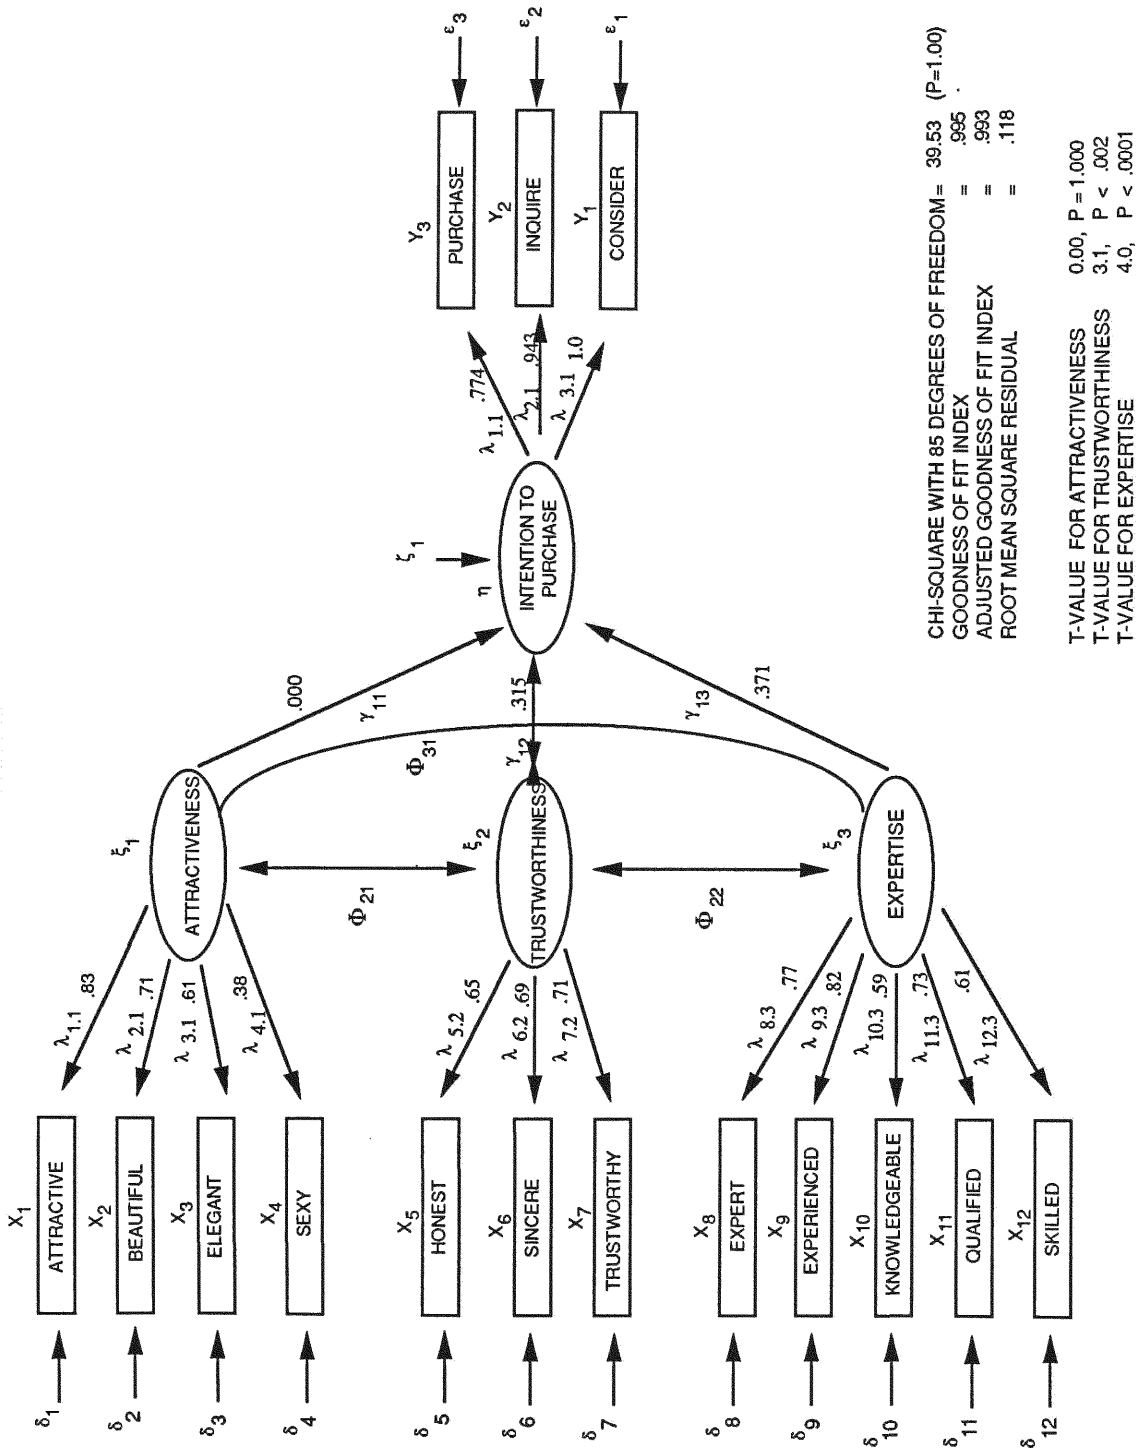 δ1
X1
ATTRACTIVE
λ1.1 .83
δ2
X2
BEAUTIFUL
λ2.1 .71
δ3
X3
ELEGANT
λ3.1 .61
δ4
X4
SEXY
λ4.1 .38
ξ1
ATTRACTIVENESS
.000
γ11
Φ21
Φ31
δ5
X5
HONEST
λ5.2 .65
δ6
X6
SINCERE
λ6.2 .69
δ7
X7
TRUSTWORTHY
λ7.2 .71
ξ2
TRUSTWORTHINESS
γ12 .315
Φ22
δ8
X8
EXPERT
λ8.3 .77
δ9
X9
EXPERIENCED
λ9.3 .82
δ10
X10
KNOWLEDGEABLE
λ10.3 .59
δ11
X11
QUALIFIED
λ11.3 .73
δ12
X12
SKILLED
λ12.3 .61
ξ3
EXPERTISE
γ13
.371
ζ1
η
INTENTION TO
PURCHASE
λ1.1 .774
Y3
PURCHASE
ε3
λ2.1 .943
Y2
INQUIRE
ε2
λ3.1 1.0
Y1
CONSIDER
ε1
CHI-SQUARE WITH 85 DEGREES OF FREEDOM = 39.53 (P=1.00)
GOODNESS OF FIT INDEX = .995
ADJUSTED GOODNESS OF FIT INDEX = .993
ROOT MEAN SQUARE RESIDUAL = .118
T-VALUE FOR ATTRACTIVENESS 0.00, P = 1.000
T-VALUE FOR TRUSTWORTHINESS 3.1, P < .002
T-VALUE FOR EXPERTISE 4.0, P < .0001